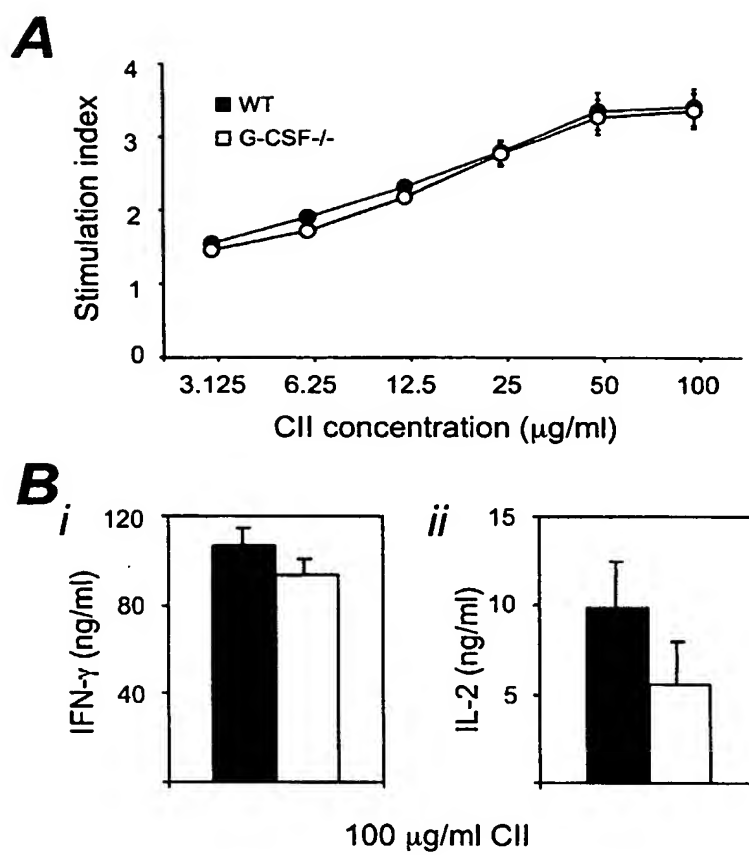 A
Stimulation index
4
3
2
1
0
WT
G-CSF-/-
3.125 6.25 12.5 25 50 100
CII concentration (μg/ml)
B
i
IFN-γ (ng/ml)
120
80
40
ii
IL-2 (ng/ml)
15
10
5
100 μg/ml CII